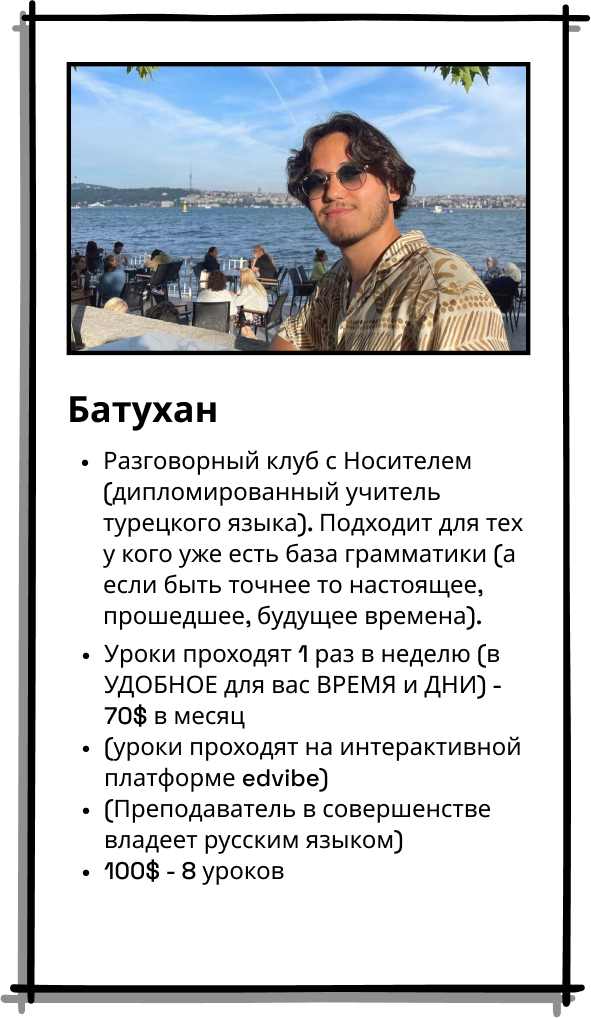 Батухан
• Разговорный клуб с Носителем
(дипломированный учитель
турецкого языка). Подходит для тех
у кого уже есть база грамматики (а
если быть точнее то настоящее,
прошедшее, будущее времена).
• Уроки проходят 1 раз в неделю (в
УДОБНОЕ для вас ВРЕМЯ и ДНИ) -
70$ в месяц
• (уроки проходят на интерактивной
платформе edvibe)
• (Преподаватель в совершенстве
владеет русским языком)
• 100$ - 8 уроков